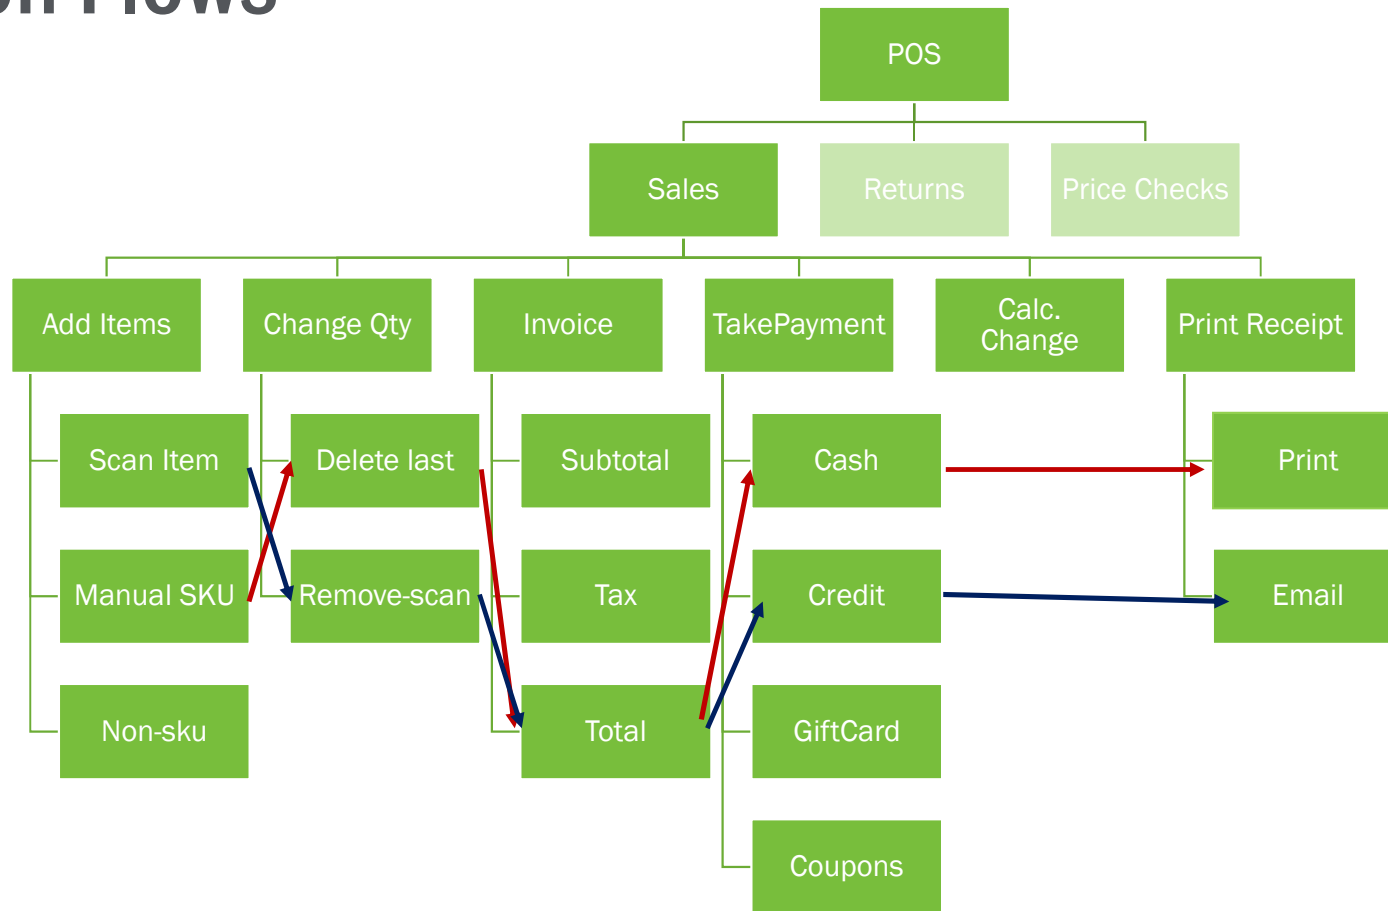 POS
Sales
Returns
Price Checks
Add Items
Change Qty
Invoice
TakePayment
Calc.
Change
Print Receipt
Scan Item
Delete last
Subtotal
Cash
Print
Manual SKU
Remove-scan
Tax
Credit
Email
Non-sku
Total
GiftCard
Coupons